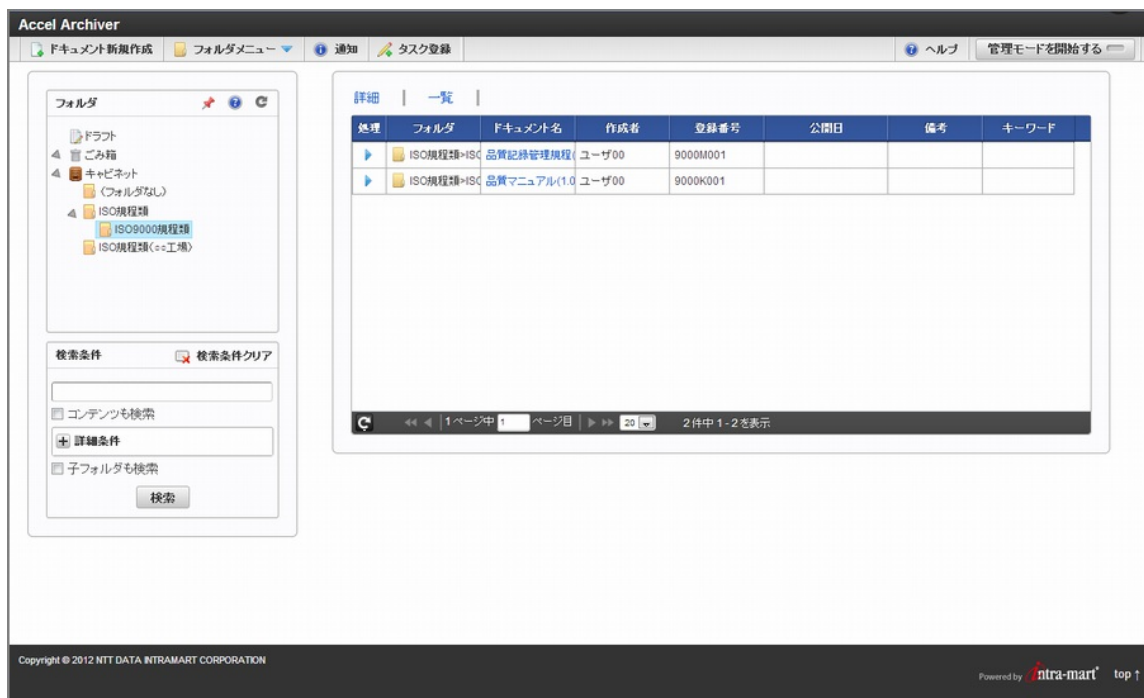 Accel Archiver
ドキュメント新規作成 フォルダメニュー 通知 タスク登録 ヘルプ 管理モードを開始する
フォルダ
ドラフト
ごみ箱
キャビネット
(フォルダなし)
ISO規程類
ISO9000規程類
ISO規程類(○○工場)
検索条件 検索条件クリア
コンテンツも検索
詳細条件
子フォルダも検索
検索
詳細 | 一覧 |
処理 フォルダ ドキュメント名 作成者 登録番号 公開日 備考 キーワード
ISO規程類>ISO 品質記録管理規程( ユーザ00 9000M001
ISO規程類>ISO 品質マニュアル(1.0 ユーザ00 9000K001
1ページ中 1 ページ目 20 2件中 1 - 2 を表示
Copyright © 2012 NTT DATA INTRAMART CORPORATION
Powered by intra-mart top ↑